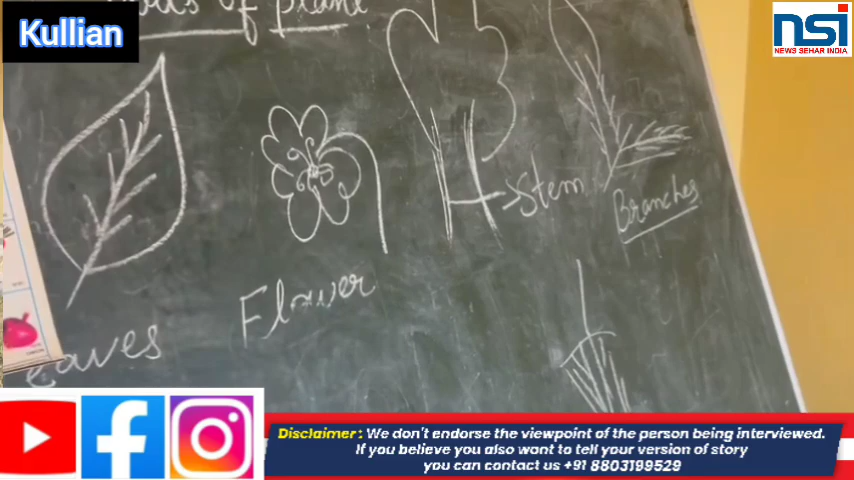 Kullian
nsi
NEWS SEHAR INDIA
of plant
Stem
Branches
Flower
eaves
Disclaimer : We don't endorse the viewpoint of the person being interviewed.
If you believe you also want to tell your version of story
you can contact us +91 8803199529